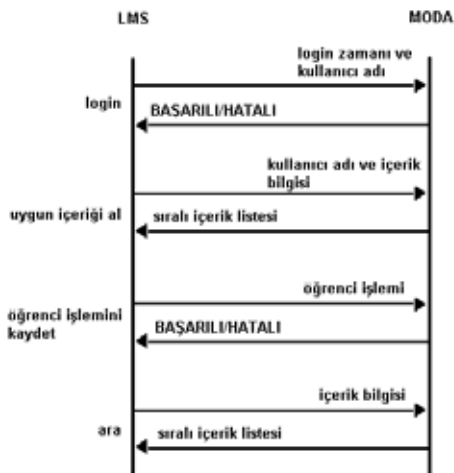 LMS
MODA
login zamanı ve
kullanıcı adı
login
BASARILI/HATALI
kullanıcı adı ve içerik
bilgisi
uygun içeriği al
sıralı içerik listesi
öğrenci işlemi
öğrenci işlemini
kaydet
BAŞARILI/HATALI
içerik bilgisi
ara
sıralı içerik listesi